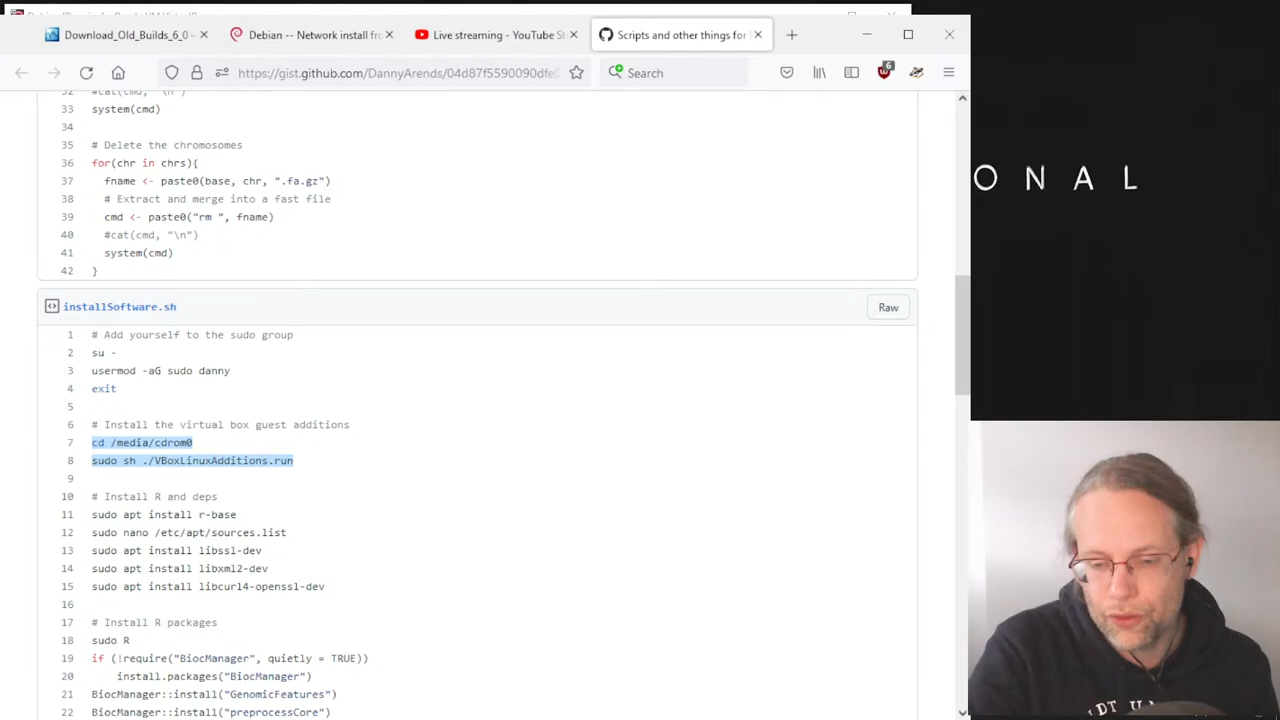 Download_Old_Builds_6_0 –
Debian -- Network install fr
Live streaming - YouTube St
Scripts and other things for
https://gist.github.com/DannyArends/04d87f5590090dfe
Search
6
O N A L
33 system(cmd)
34
35 # Delete the chromosomes
36 for(chr in chrs){
37 fname <- paste0(base, chr, ".fa.gz")
38 # Extract and merge into a fast file
39 cmd <- paste0("rm ", fname)
40 #cat(cmd, "\n")
41 system(cmd)
42 }
installSoftware.sh
Raw
1 # Add yourself to the sudo group
2 su -
3 usermod -aG sudo danny
4 exit
5
6 # Install the virtual box guest additions
7 cd /media/cdrom0
8 sudo sh ./VBoxLinuxAdditions.run
9
10 # Install R and deps
11 sudo apt install r-base
12 sudo nano /etc/apt/sources.list
13 sudo apt install libssl-dev
14 sudo apt install libxml2-dev
15 sudo apt install libcurl4-openssl-dev
16
17 # Install R packages
18 sudo R
19 if (!require("BiocManager", quietly = TRUE))
20 install.packages("BiocManager")
21 BiocManager::install("GenomicFeatures")
22 BiocManager::install("preprocessCore")